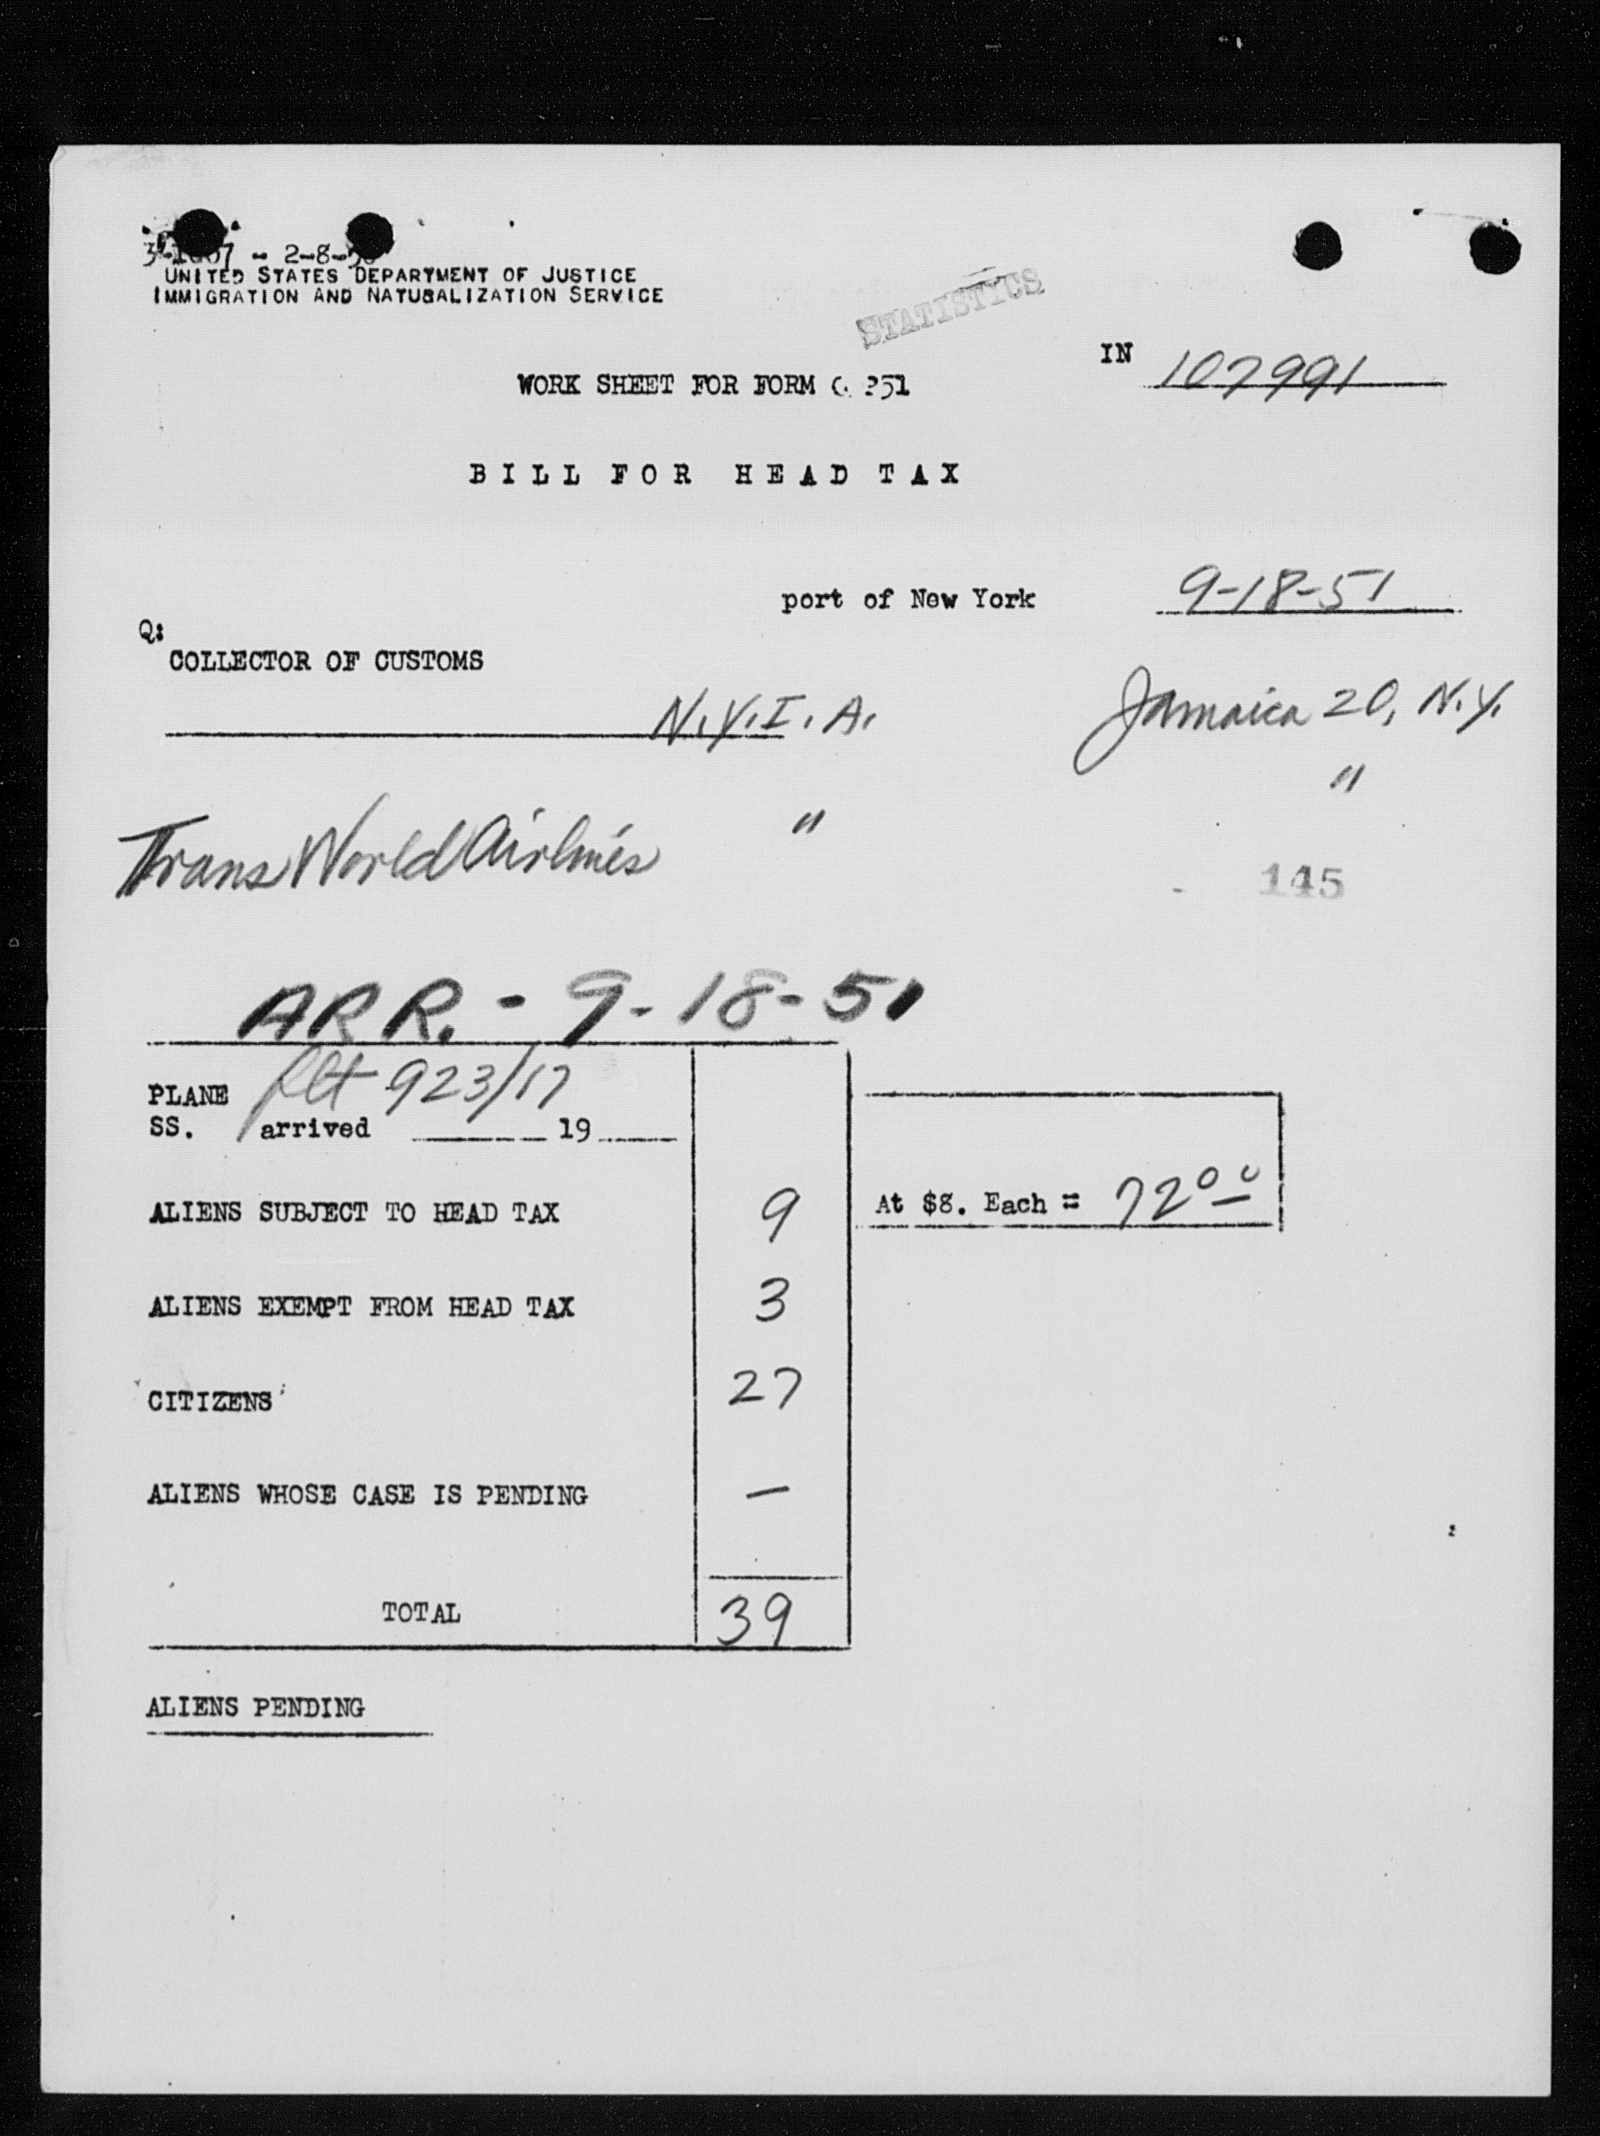 - 2-8-50
UNITED STATES DEPARTMENT OF JUSTICE
IMMIGRATION AND NATURALIZATION SERVICE
STATISTICS
IN 107991
WORK SHEET FOR FORM 251
BILL FOR HEAD TAX
port of New York 9-18-51
Q:
COLLECTOR OF CUSTOMS
N.Y.I.A. Jamaica 20, N.Y.
Trans World Airlines " "
145
ARR. - 9-18-51
PLANE flt 923/17
SS. arrived 19
ALIENS SUBJECT TO HEAD TAX 9 At $8. Each = 72 00
ALIENS EXEMPT FROM HEAD TAX 3
CITIZENS 27
ALIENS WHOSE CASE IS PENDING —
TOTAL 39
ALIENS PENDING